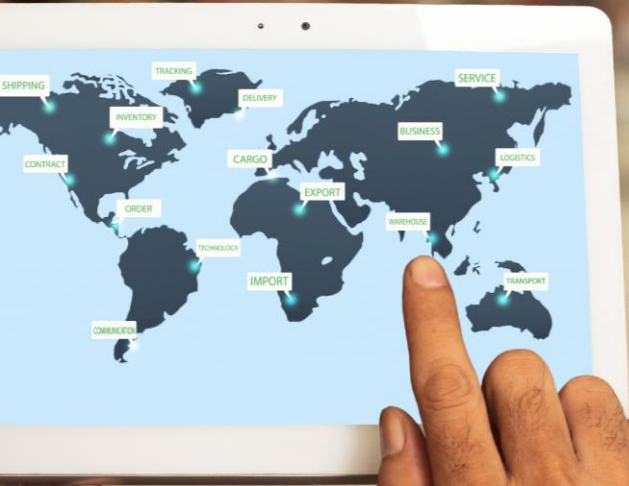 TRACKING
SERVICE
SHIPPING
DELIVERY
INVENTORY
BUSINESS
CARGO
LOGISTICS
CONTRACT
EXPORT
ORDER
WAREHOUSE
TECHNOLOGY
IMPORT
TRANSPORT
COMMUNICATION